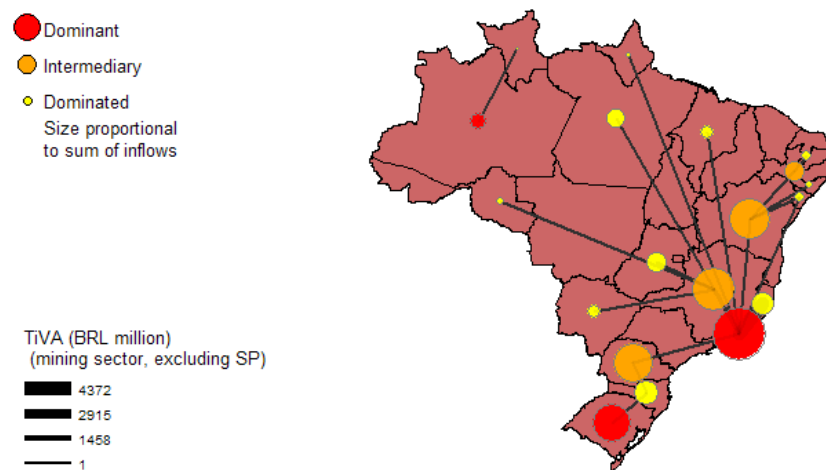 Dominant
Intermediary
Dominated
Size proportional
to sum of inflows
TiVA (BRL million)
(mining sector, excluding SP)
4372
2915
1458
1